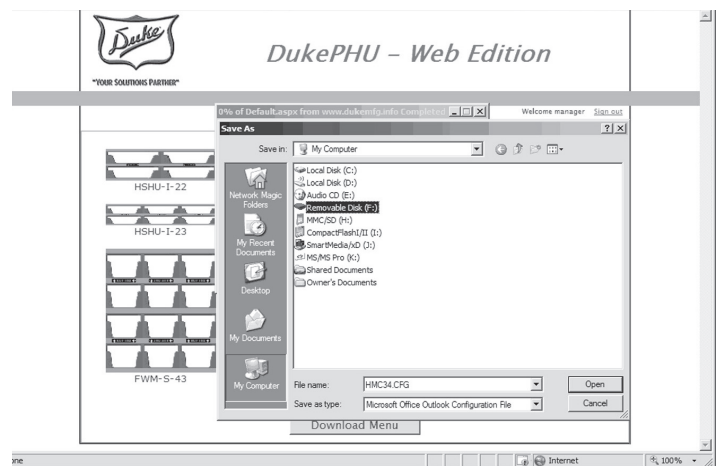 Duke
"YOUR SOLUTIONS PARTNER"
DukePHU – Web Edition
0% of Default.aspx from www.dukemfg.info Completed
Welcome manager Sign out
Save As
Save in: My Computer
Network Magic Folders
My Recent Documents
Desktop
My Documents
My Computer
Local Disk (C:)
Local Disk (D:)
Audio CD (E:)
Removable Disk (F:)
MMC/SD (H:)
CompactFlashI/II (I:)
SmartMedia/xD (J:)
MS/MS Pro (K:)
Shared Documents
Owner's Documents
HSHU-I-22
HSHU-I-23
FWM-S-43
File name: HMC34.CFG Open
Save as type: Microsoft Office Outlook Configuration File Cancel
Download Menu
one Internet 100%